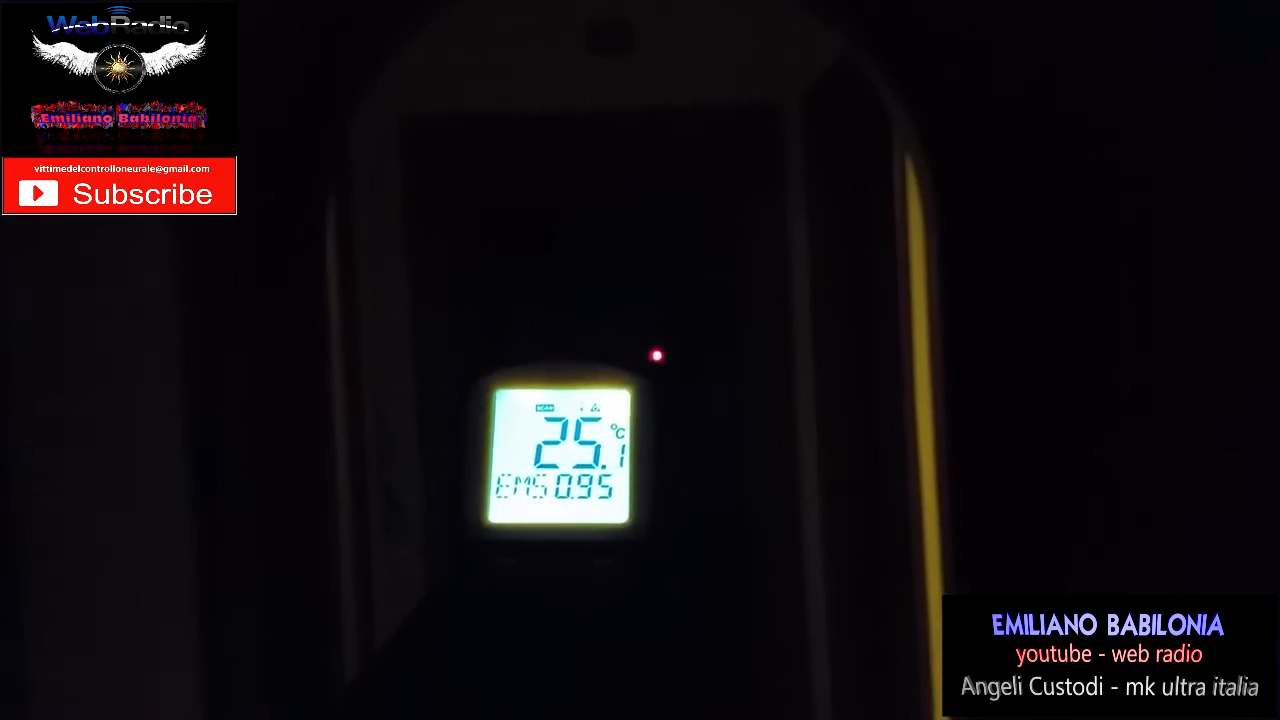 WebRadio
Emiliano Babilonia
vittimedelcontrolloneurale@gmail.com
Subscribe
SCAN
25.1 °C
EMS 0.95
EMILIANO BABILONIA
youtube - web radio
Angeli Custodi - mk ultra italia